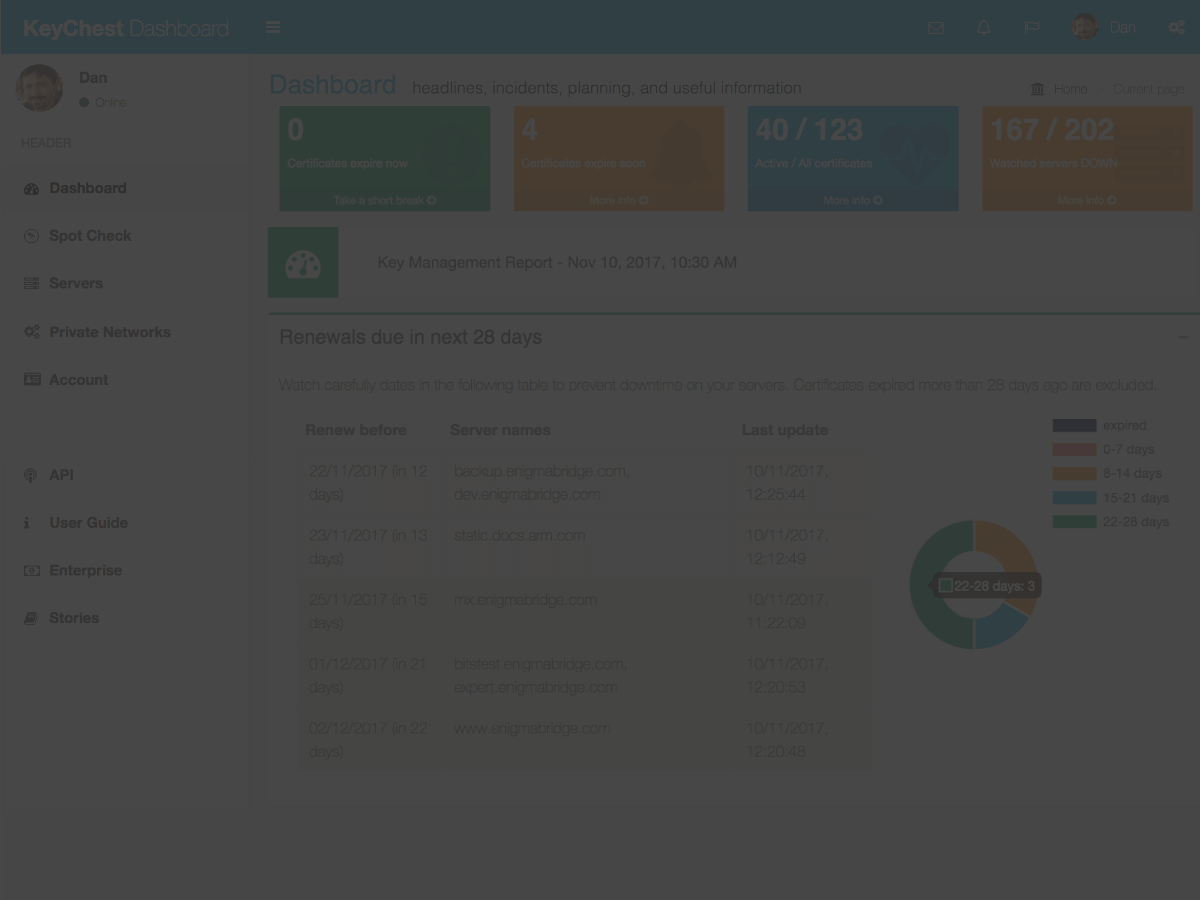 KeyChest Dashboard
Dan
Dan
Online
HEADER
Dashboard
Spot Check
Servers
Private Networks
Account
API
User Guide
Enterprise
Stories
Dashboard headlines, incidents, planning, and useful information
Home > Current page
0
Certificates expire now
Take a short break
4
Certificates expire soon
More info
40 / 123
Active / All certificates
More info
167 / 202
Watched servers DOWN
More info
Key Management Report - Nov 10, 2017, 10:30 AM
Renewals due in next 28 days
Watch carefully dates in the following table to prevent downtime on your servers. Certificates expired more than 28 days ago are excluded.
Renew before Server names Last update
22/11/2017 (in 12 backup.enigmabridge.com, 10/11/2017,
days) dev.enigmabridge.com 12:25:44
23/11/2017 (in 13 static.docs.arm.com 10/11/2017,
days) 12:12:49
25/11/2017 (in 15 mx.enigmabridge.com 10/11/2017,
days) 11:22:09
01/12/2017 (in 21 bitstest.enigmabridge.com, 10/11/2017,
days) expert.enigmabridge.com 12:20:53
02/12/2017 (in 22 www.enigmabridge.com 10/11/2017,
days) 12:20:48
expired
0-7 days
8-14 days
15-21 days
22-28 days
22-28 days: 3